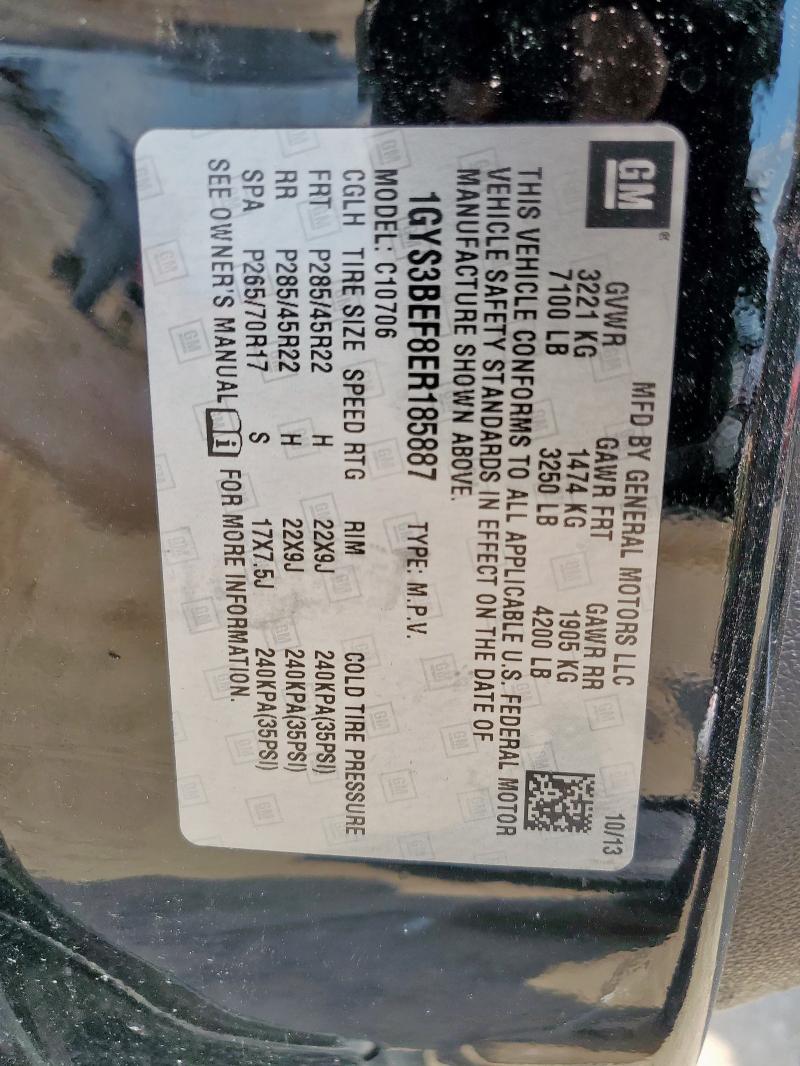 GM®
MFD BY GENERAL MOTORS LLC 10/13
GVWR GAWR FRT GAWR RR
3221 KG 1474 KG 1905 KG
7100 LB 3250 LB 4200 LB
THIS VEHICLE CONFORMS TO ALL APPLICABLE U.S. FEDERAL MOTOR
VEHICLE SAFETY STANDARDS IN EFFECT ON THE DATE OF
MANUFACTURE SHOWN ABOVE.
1GYS3BEF8ER185887 TYPE: M.P.V.
MODEL: C10706
CGLH TIRE SIZE SPEED RTG RIM COLD TIRE PRESSURE
FRT P285/45R22 H 22X9J 240KPA(35PSI)
RR P285/45R22 H 22X9J 240KPA(35PSI)
SPA P265/70R17 S 17X7.5J 240KPA(35PSI)
SEE OWNER'S MANUAL i FOR MORE INFORMATION.